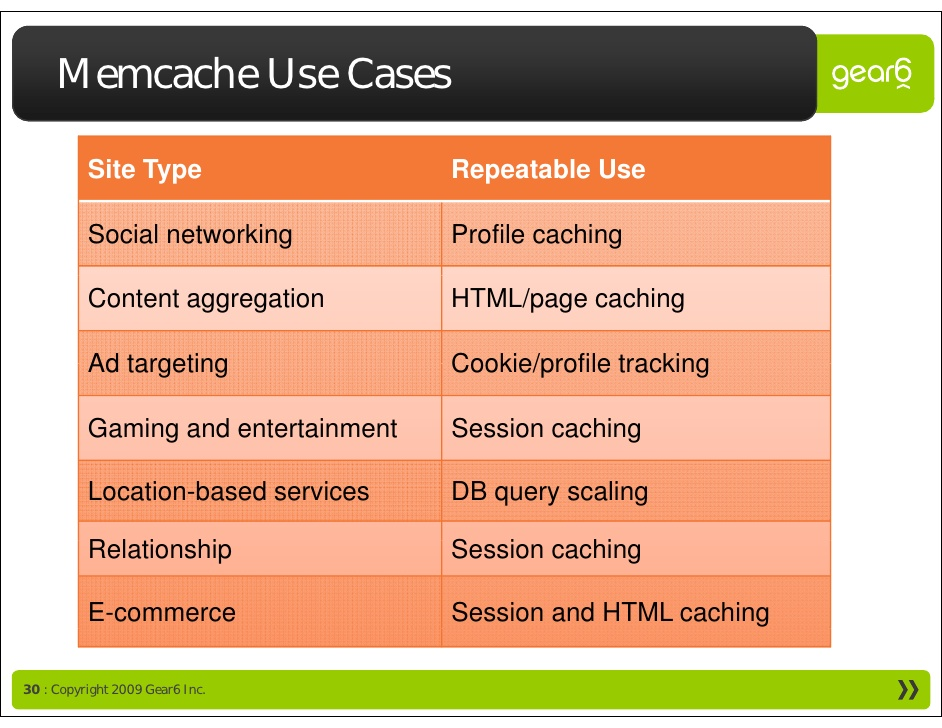 Memcache Use Cases
gear6
Site Type Repeatable Use
Social networking Profile caching
Content aggregation HTML/page caching
Ad targeting Cookie/profile tracking
Gaming and entertainment Session caching
Location-based services DB query scaling
Relationship Session caching
E-commerce Session and HTML caching
30 : Copyright 2009 Gear6 Inc.